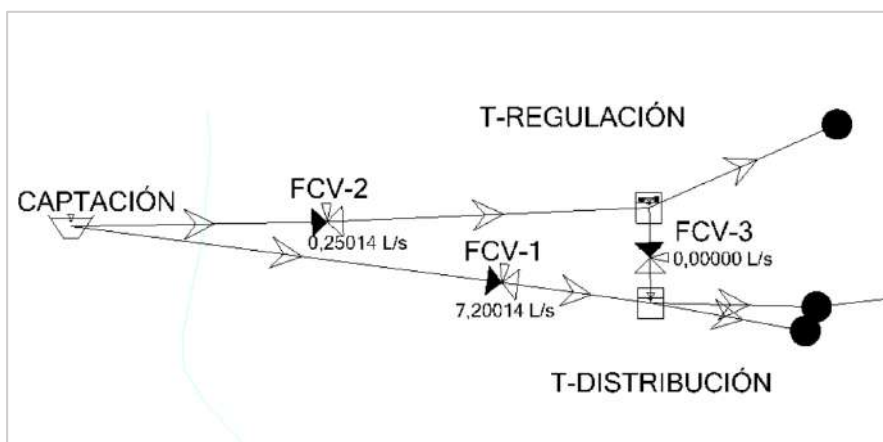 T-REGULACIÓN
CAPTACIÓN
FCV-2
0,25014 L/s
FCV-3
0,00000 L/s
FCV-1
7,20014 L/s
T-DISTRIBUCIÓN